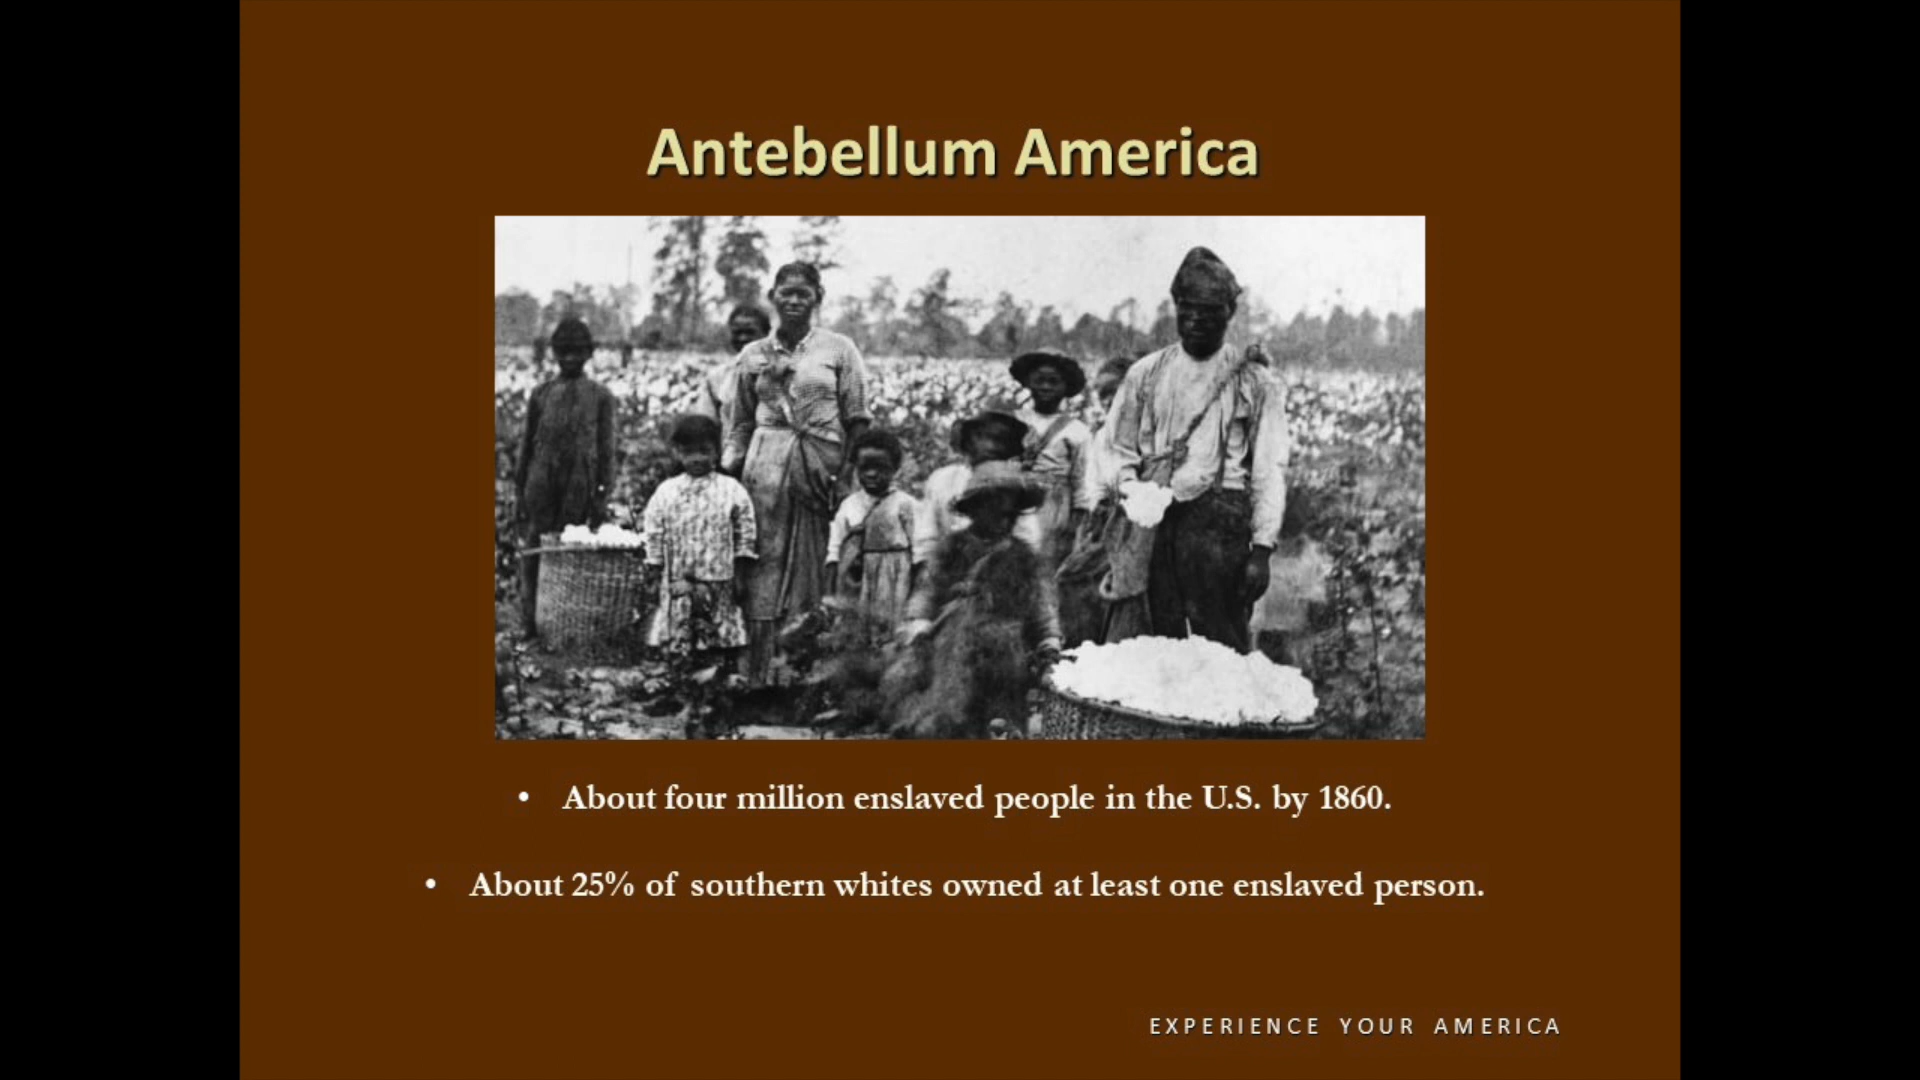 Antebellum America
• About four million enslaved people in the U.S. by 1860.
• About 25% of southern whites owned at least one enslaved person.
EXPERIENCE YOUR AMERICA